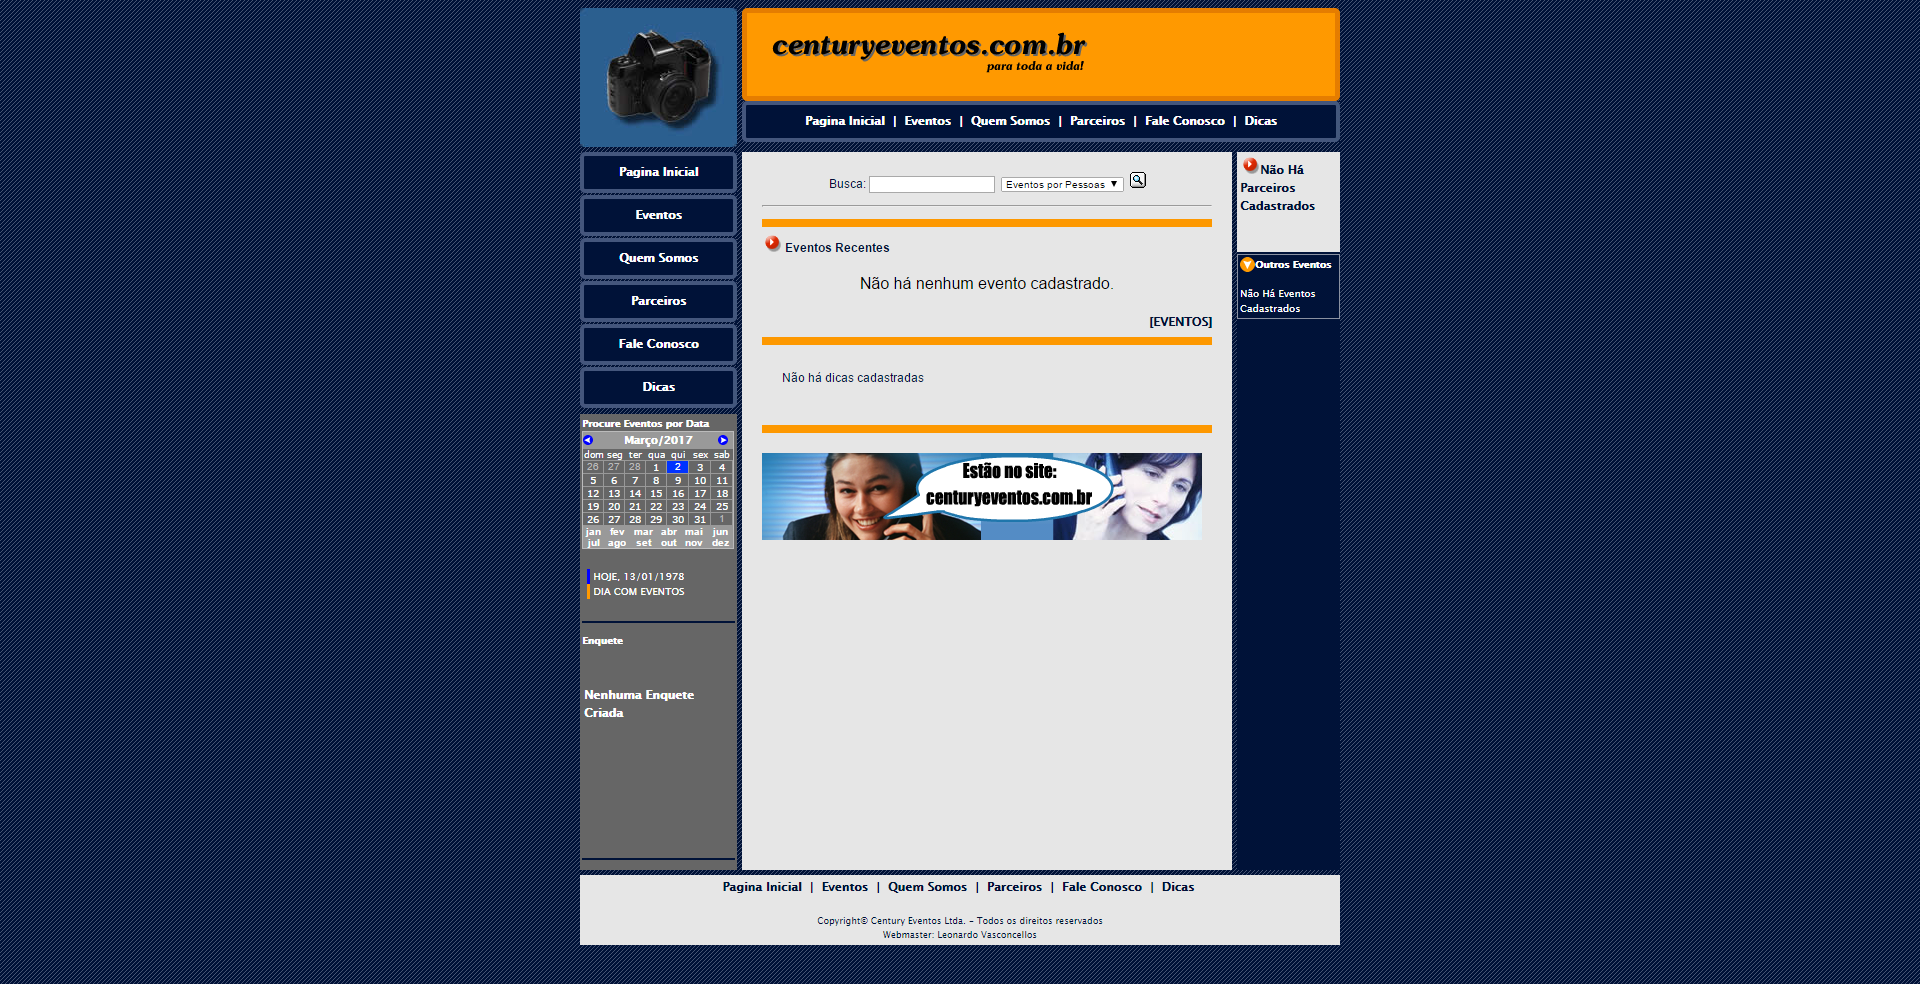 centuryeventos.com.br
para toda a vida!
Pagina Inicial | Eventos | Quem Somos | Parceiros | Fale Conosco | Dicas
Pagina Inicial
Eventos
Quem Somos
Parceiros
Fale Conosco
Dicas
Procure Eventos por Data
Março/2017
dom seg ter qua qui sex sab
26 27 28 1 2 3 4
5 6 7 8 9 10 11
12 13 14 15 16 17 18
19 20 21 22 23 24 25
26 27 28 29 30 31 1
jan fev mar abr mai jun
jul ago set out nov dez
HOJE, 13/01/1978
DIA COM EVENTOS
Enquete
Nenhuma Enquete
Criada
Busca: Eventos por Pessoas
Eventos Recentes
Não há nenhum evento cadastrado.
[EVENTOS]
Não há dicas cadastradas
Estão no site:
centuryeventos.com.br
Não Há
Parceiros
Cadastrados
Outros Eventos
Não Há Eventos
Cadastrados
Pagina Inicial | Eventos | Quem Somos | Parceiros | Fale Conosco | Dicas
Copyright© Century Eventos Ltda. - Todos os direitos reservados
Webmaster: Leonardo Vasconcellos